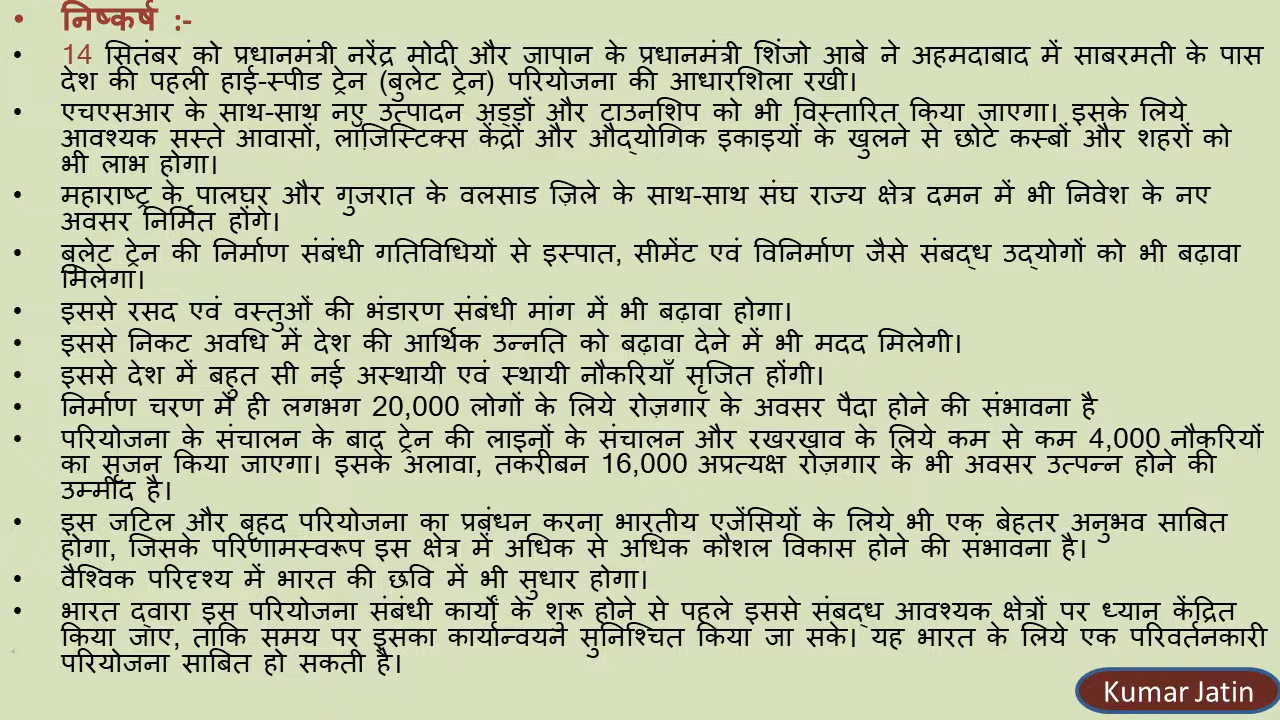 • निष्कर्ष :-
• 14 सितंबर को प्रधानमंत्री नरेंद्र मोदी और जापान के प्रधानमंत्री शिंजो आबे ने अहमदाबाद में साबरमती के पास
देश की पहली हाई-स्पीड ट्रेन (बुलेट ट्रेन) परियोजना की आधारशिला रखी।
• एचएसआर के साथ-साथ नए उत्पादन अड्डों और टाउनशिप को भी विस्तारित किया जाएगा। इसके लिये
आवश्यक सस्ते आवासों, लॉजिस्टिक्स केंद्रों और औद्योगिक इकाइयों के खुलने से छोटे कस्बों और शहरों को
भी लाभ होगा।
• महाराष्ट्र के पालघर और गुजरात के वलसाड ज़िले के साथ-साथ संघ राज्य क्षेत्र दमन में भी निवेश के नए
अवसर निर्मित होंगे।
• बुलेट ट्रेन की निर्माण संबंधी गतिविधियों से इस्पात, सीमेंट एवं विनिर्माण जैसे संबद्ध उद्योगों को भी बढ़ावा
मिलेगा।
• इससे रसद एवं वस्तुओं की भंडारण संबंधी मांग में भी बढ़ावा होगा।
• इससे निकट अवधि में देश की आर्थिक उन्नति को बढ़ावा देने में भी मदद मिलेगी।
• इससे देश में बहुत सी नई अस्थायी एवं स्थायी नौकरियाँ सृजित होंगी।
• निर्माण चरण में ही लगभग 20,000 लोगों के लिये रोज़गार के अवसर पैदा होने की संभावना है
• परियोजना के संचालन के बाद ट्रेन की लाइनों के संचालन और रखरखाव के लिये कम से कम 4,000 नौकरियों
का सृजन किया जाएगा। इसके अलावा, तकरीबन 16,000 अप्रत्यक्ष रोज़गार के भी अवसर उत्पन्न होने की
उम्मीद है।
• इस जटिल और बृहद परियोजना का प्रबंधन करना भारतीय एजेंसियों के लिये भी एक बेहतर अनुभव साबित
होगा, जिसके परिणामस्वरूप इस क्षेत्र में अधिक से अधिक कौशल विकास होने की संभावना है।
• वैश्विक परिदृश्य में भारत की छवि में भी सुधार होगा।
• भारत द्वारा इस परियोजना संबंधी कार्यों के शुरू होने से पहले इससे संबद्ध आवश्यक क्षेत्रों पर ध्यान केंद्रित
किया जाए, ताकि समय पर इसका कार्यान्वयन सुनिश्चित किया जा सके। यह भारत के लिये एक परिवर्तनकारी
परियोजना साबित हो सकती है।
Kumar Jatin